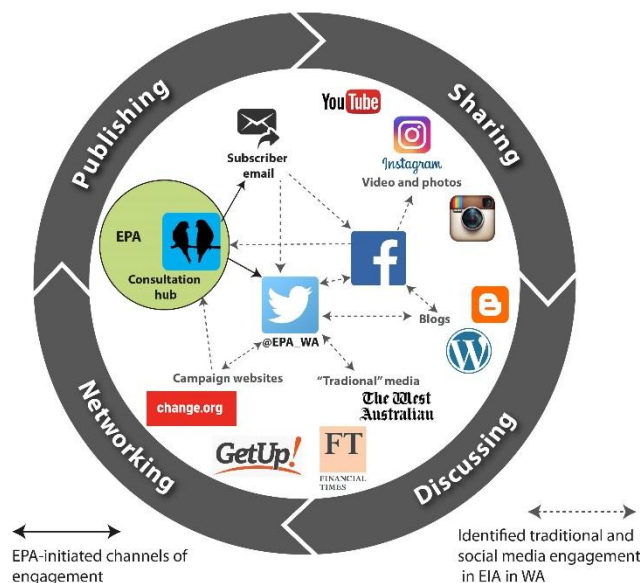 Publishing
Sharing
YouTube
Instagram
Video and photos
Subscriber
email
EPA
Consultation
hub
@EPA_WA
Blogs
Campaign websites
"Tradional" media
change.org
The West
Australian
GetUp!
FT
FINANCIAL
TIMES
Networking
Discussing
EPA-initiated channels of
engagement
Identified traditional and
social media engagement
in EIA in WA